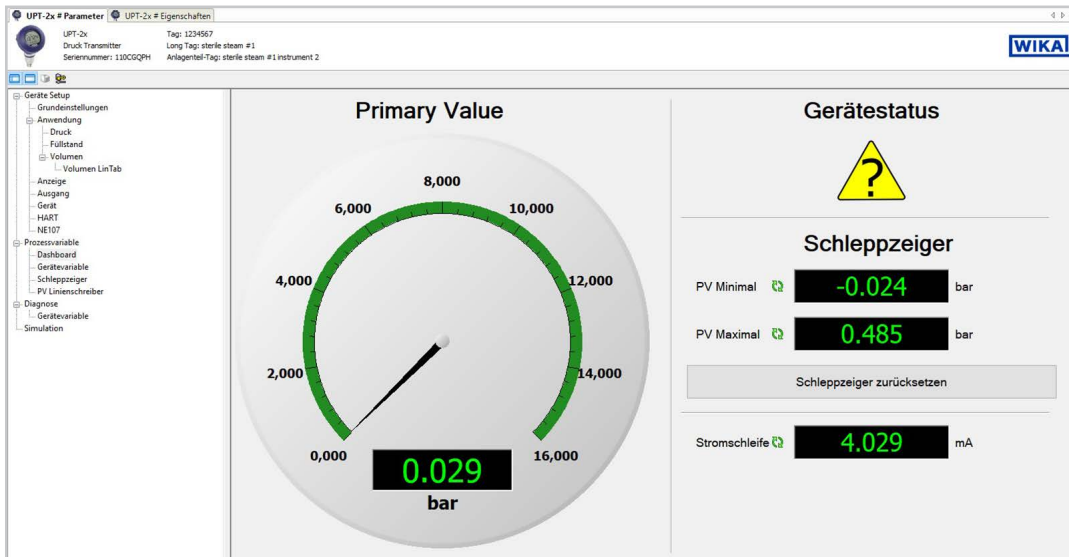 UPT-2x # Parameter
UPT-2x # Eigenschaften
UPT-2x
Druck Transmitter
Seriennummer: 110CGQPH
Tag: 1234567
Long Tag: sterile steam #1
Anlagenteil-Tag: sterile steam #1 instrument 2
WIKAI
Geräte Setup
Grundeinstellungen
Anwendung
Druck
Füllstand
Volumen
Volumen LinTab
Anzeige
Ausgang
Gerät
HART
NE107
Prozessvariable
Dashboard
Gerätevariable
Schleppzeiger
PV Linienschreiber
Diagnose
Gerätevariable
Simulation
Primary Value
0,000
2,000
4,000
6,000
8,000
10,000
12,000
14,000
16,000
0.029
bar
Gerätestatus
?
Schleppzeiger
PV Minimal -0.024 bar
PV Maximal 0.485 bar
Schleppzeiger zurücksetzen
Stromschleife 4.029 mA